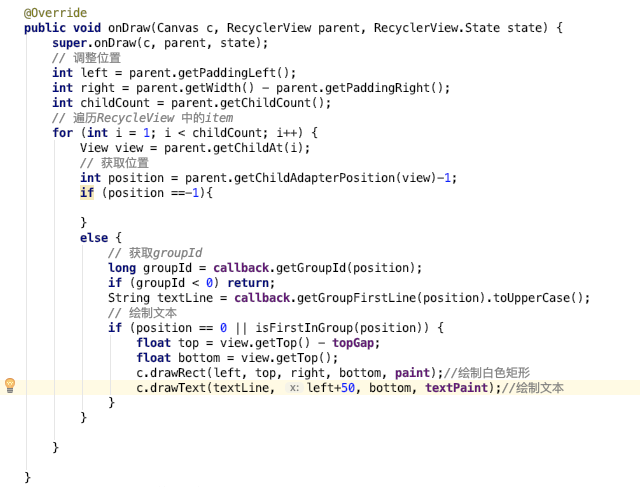 @Override
public void onDraw(Canvas c, RecyclerView parent, RecyclerView.State state) {
super.onDraw(c, parent, state);
// 调整位置
int left = parent.getPaddingLeft();
int right = parent.getWidth() - parent.getPaddingRight();
int childCount = parent.getChildCount();
// 遍历RecycleView 中的item
for (int i = 1; i < childCount; i++) {
View view = parent.getChildAt(i);
// 获取位置
int position = parent.getChildAdapterPosition(view)-1;
if (position ==-1){
}
else {
// 获取groupId
long groupId = callback.getGroupId(position);
if (groupId < 0) return;
String textLine = callback.getGroupFirstLine(position).toUpperCase();
// 绘制文本
if (position == 0 || isFirstInGroup(position)) {
float top = view.getTop() - topGap;
float bottom = view.getTop();
c.drawRect(left, top, right, bottom, paint);//绘制白色矩形
c.drawText(textLine, x: left+50, bottom, textPaint);//绘制文本
}
}
}
}